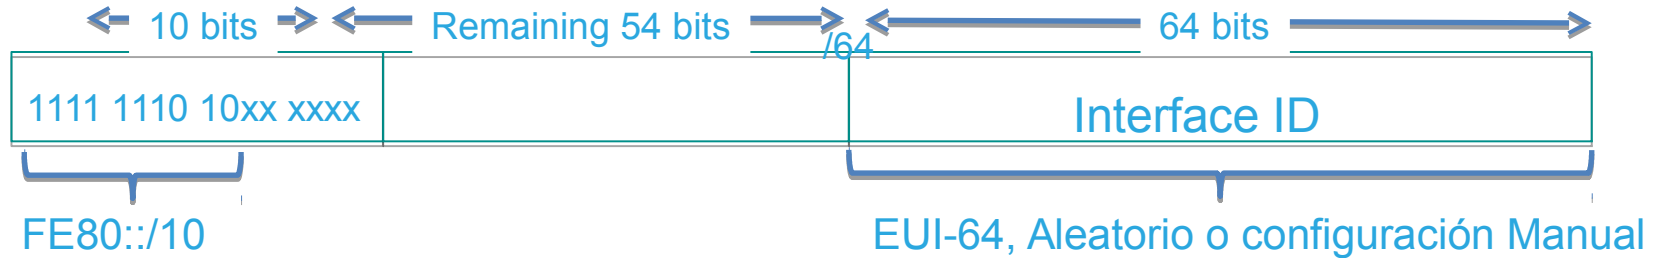 10 bits Remaining 54 bits 64 bits
/64
1111 1110 10xx xxxx Interface ID
FE80::/10 EUI-64, Aleatorio o configuración Manual